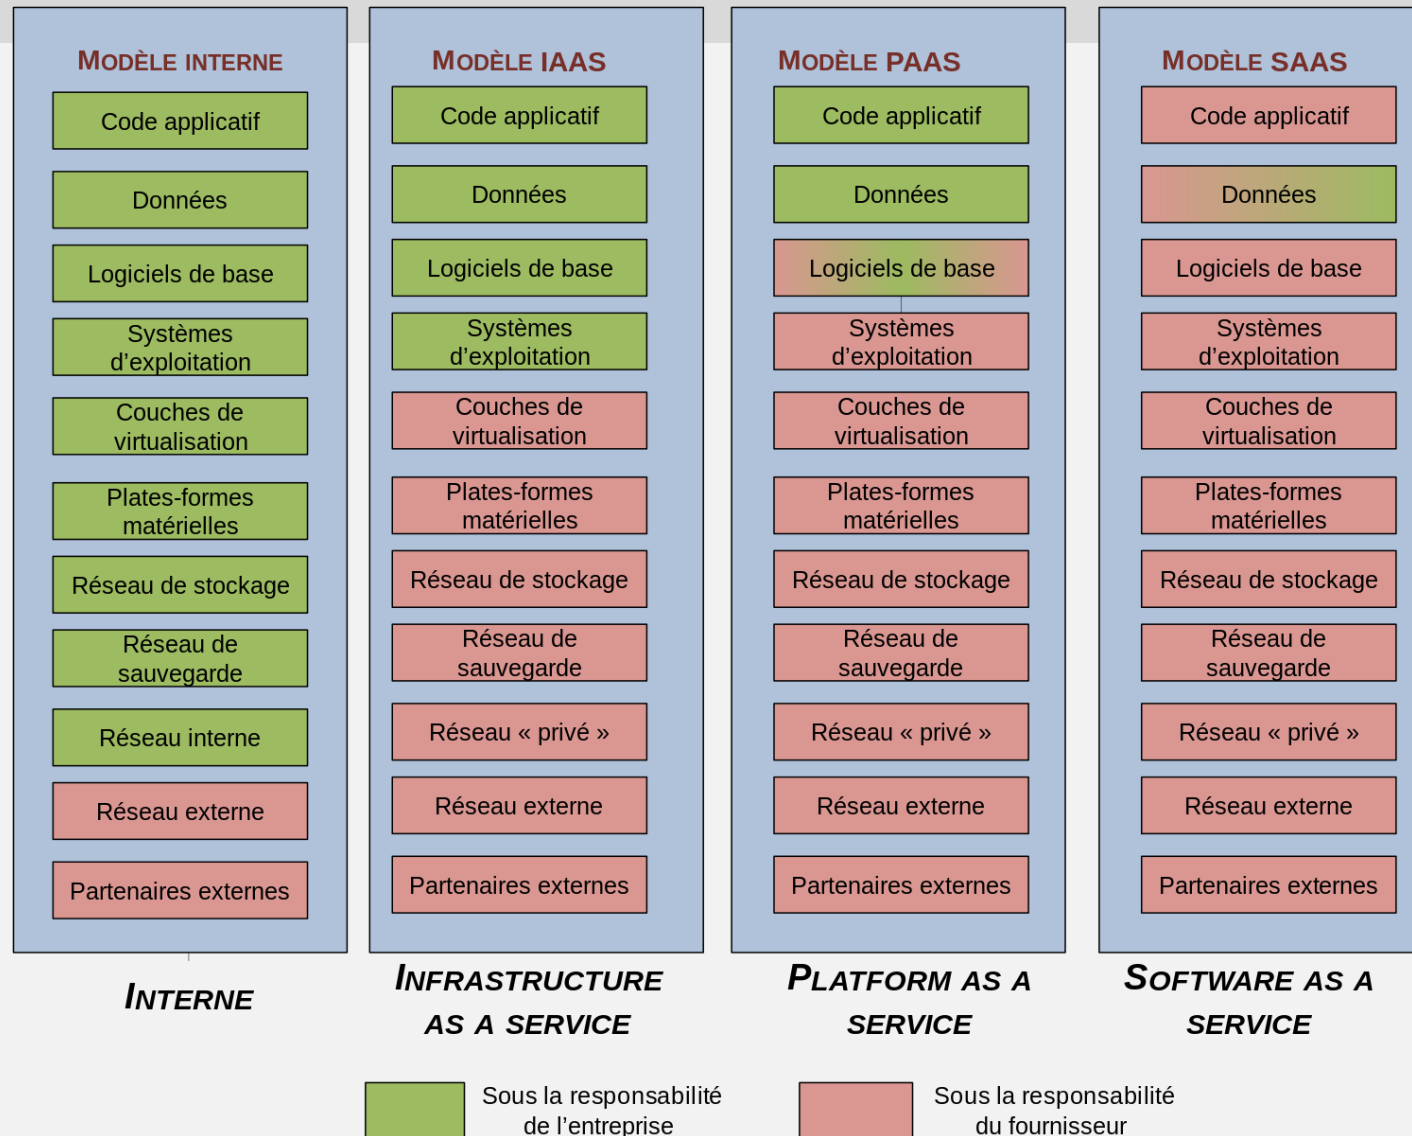 MODÈLE INTERNE
Code applicatif
Données
Logiciels de base
Systèmes
d’exploitation
Couches de
virtualisation
Plates-formes
matérielles
Réseau de stockage
Réseau de
sauvegarde
Réseau interne
Réseau externe
Partenaires externes
INTERNE
MODÈLE IAAS
Code applicatif
Données
Logiciels de base
Systèmes
d’exploitation
Couches de
virtualisation
Plates-formes
matérielles
Réseau de stockage
Réseau de
sauvegarde
Réseau « privé »
Réseau externe
Partenaires externes
INFRASTRUCTURE
AS A SERVICE
MODÈLE PAAS
Code applicatif
Données
Logiciels de base
Systèmes
d’exploitation
Couches de
virtualisation
Plates-formes
matérielles
Réseau de stockage
Réseau de
sauvegarde
Réseau « privé »
Réseau externe
Partenaires externes
PLATFORM AS A
SERVICE
MODÈLE SAAS
Code applicatif
Données
Logiciels de base
Systèmes
d’exploitation
Couches de
virtualisation
Plates-formes
matérielles
Réseau de stockage
Réseau de
sauvegarde
Réseau « privé »
Réseau externe
Partenaires externes
SOFTWARE AS A
SERVICE
Sous la responsabilité
de l’entreprise
Sous la responsabilité
du fournisseur